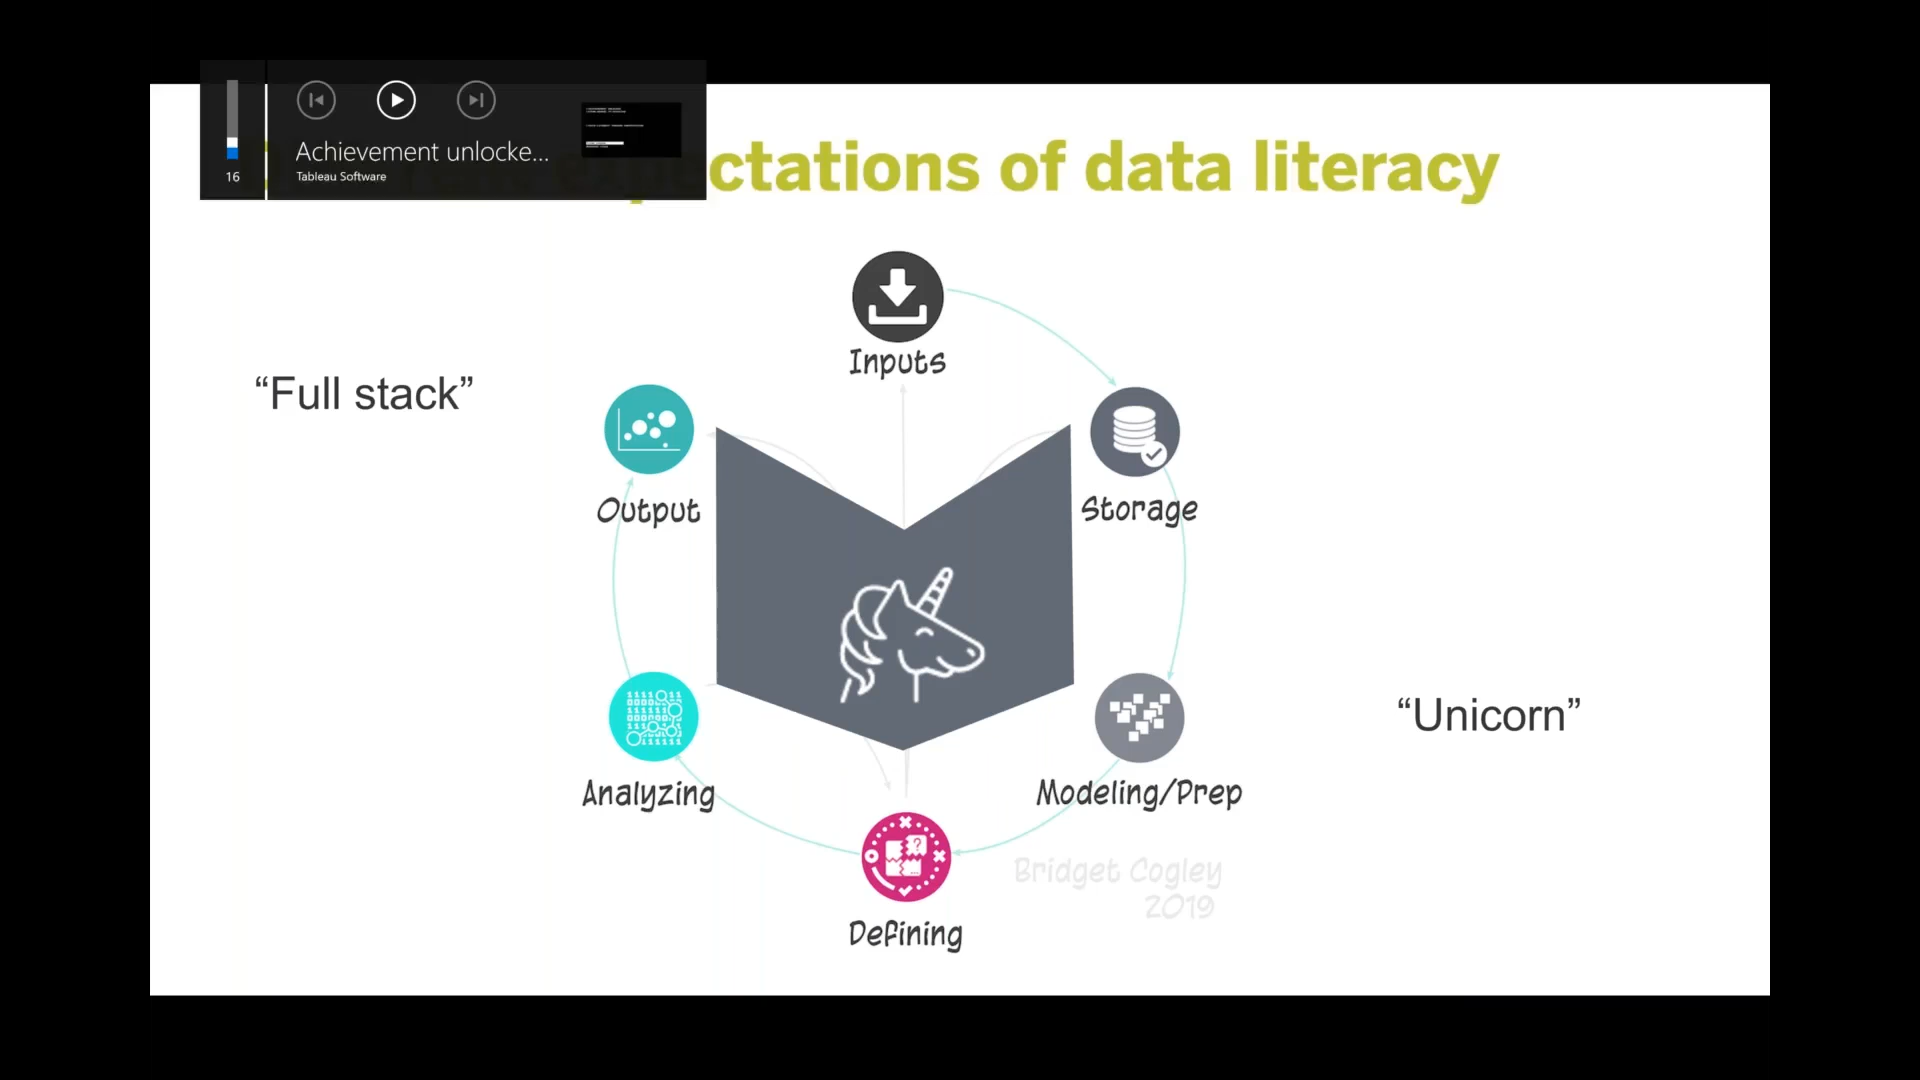 16
Achievement unlocke...
Tableau Software
expectations of data literacy
Inputs
“Full stack”
Output
Storage
“Unicorn”
Analyzing
Modeling/Prep
Bridget Cogley
2019
Defining